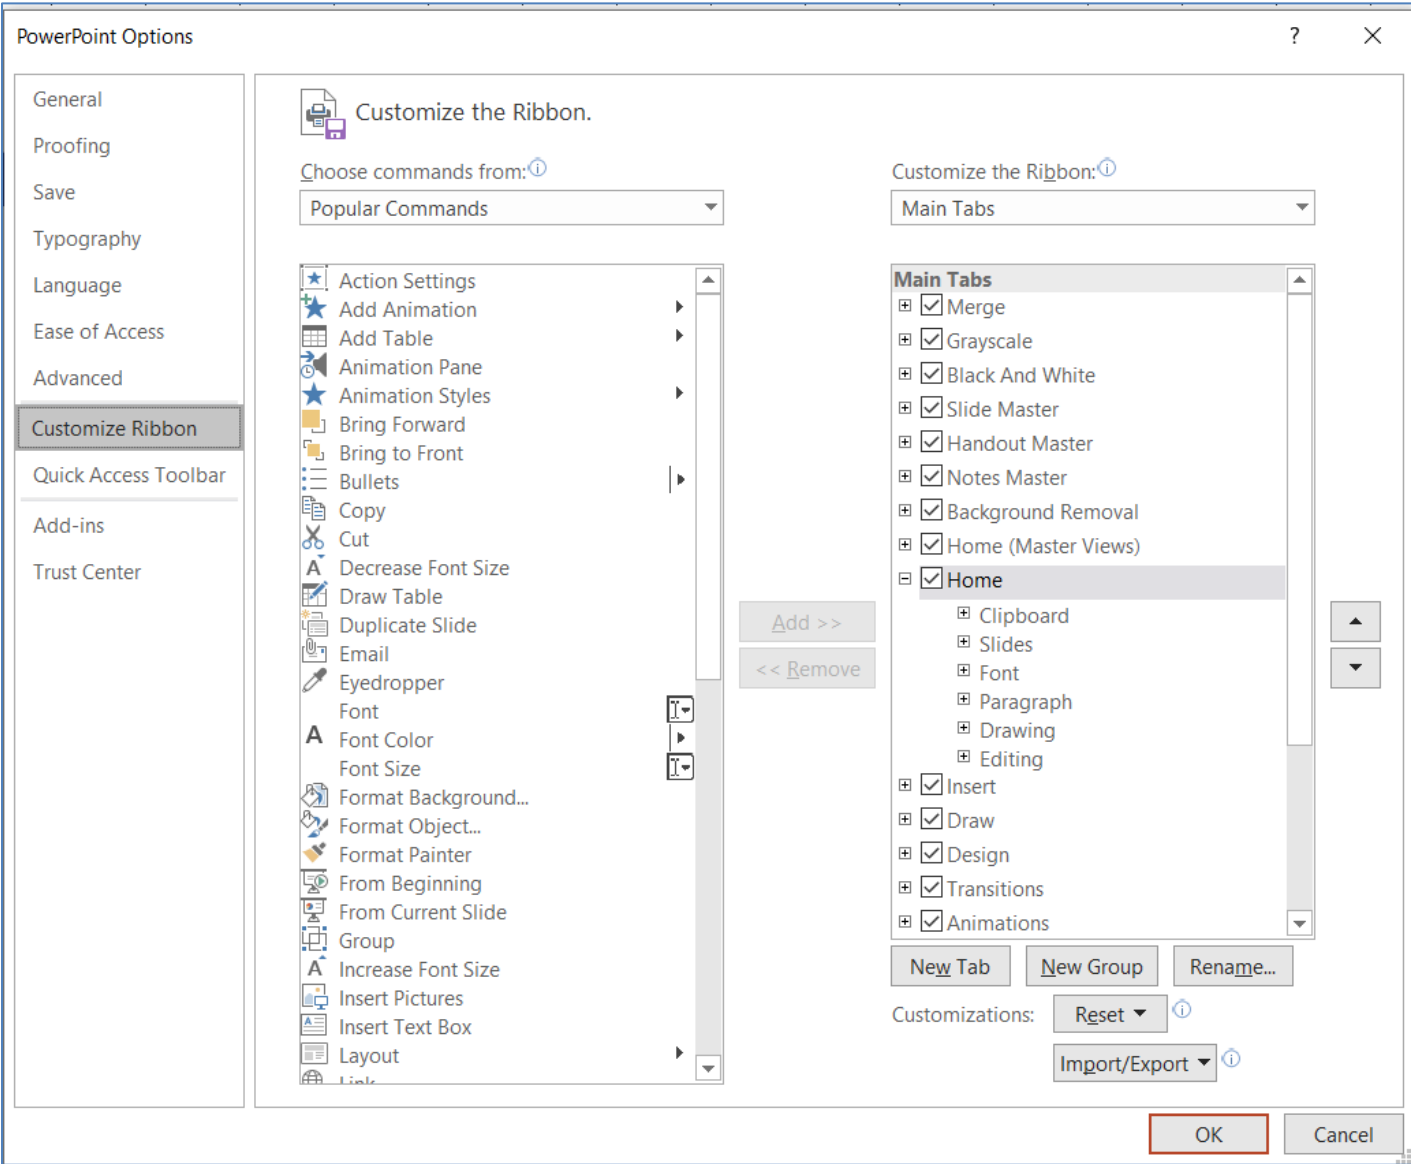 PowerPoint Options
?
General
Proofing
Save
Typography
Language
Ease of Access
Advanced
Customize Ribbon
Quick Access Toolbar
Add-ins
Trust Center
Customize the Ribbon.
Choose commands from:
Popular Commands
Action Settings
Add Animation
Add Table
Animation Pane
Animation Styles
Bring Forward
Bring to Front
Bullets
Copy
Cut
Decrease Font Size
Draw Table
Duplicate Slide
Email
Eyedropper
Font
Font Color
Font Size
Format Background...
Format Object...
Format Painter
From Beginning
From Current Slide
Group
Increase Font Size
Insert Pictures
Insert Text Box
Layout
Link
Add >>
<< Remove
Customize the Ribbon:
Main Tabs
Main Tabs
Merge
Grayscale
Black And White
Slide Master
Handout Master
Notes Master
Background Removal
Home (Master Views)
Home
Clipboard
Slides
Font
Paragraph
Drawing
Editing
Insert
Draw
Design
Transitions
Animations
New Tab
New Group
Rename...
Customizations:
Reset
Import/Export
OK
Cancel